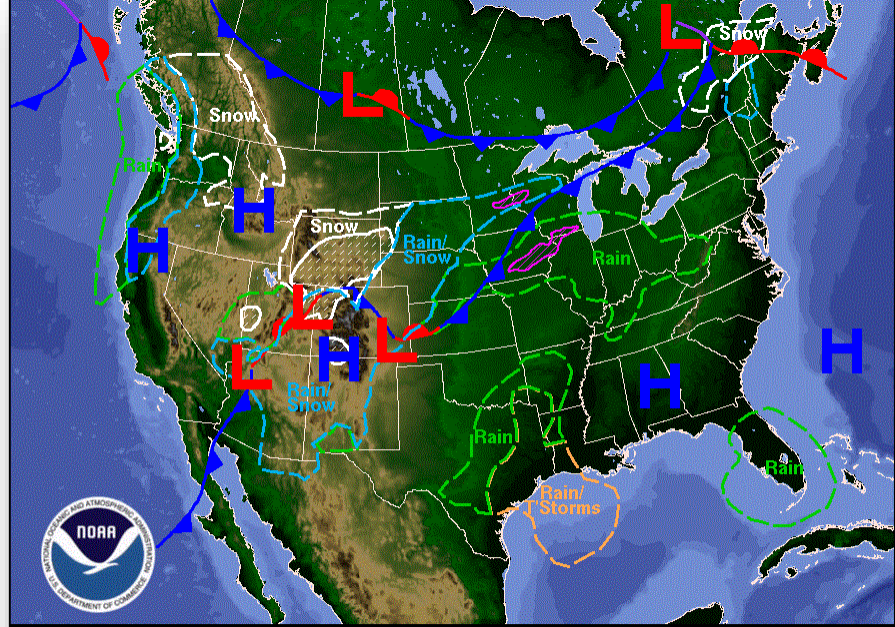 L
Snow
L
Snow
Rain
H
Snow
H
Rain/
Snow
Rain
L
L
H
H
L
H
Rain/
Snow
Rain
Rain
Rain/
T'Storms
NATIONAL OCEANIC AND ATMOSPHERIC ADMINISTRATION
NOAA
U.S. DEPARTMENT OF COMMERCE